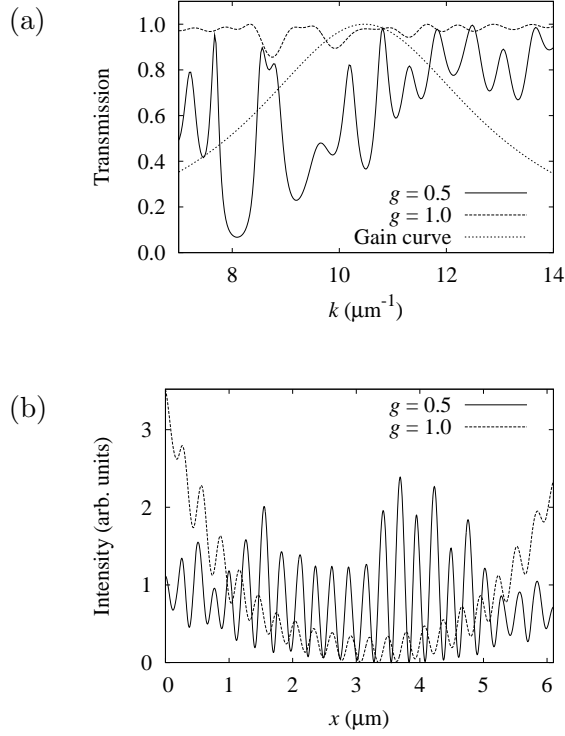 (a)
Transmission
1.0
0.8
0.6
0.4
0.2
0.0
g = 0.5
g = 1.0
Gain curve
8 10 12 14
k (μm⁻¹)
(b)
Intensity (arb. units)
3
2
1
0
g = 0.5
g = 1.0
0 1 2 3 4 5 6
x (μm)